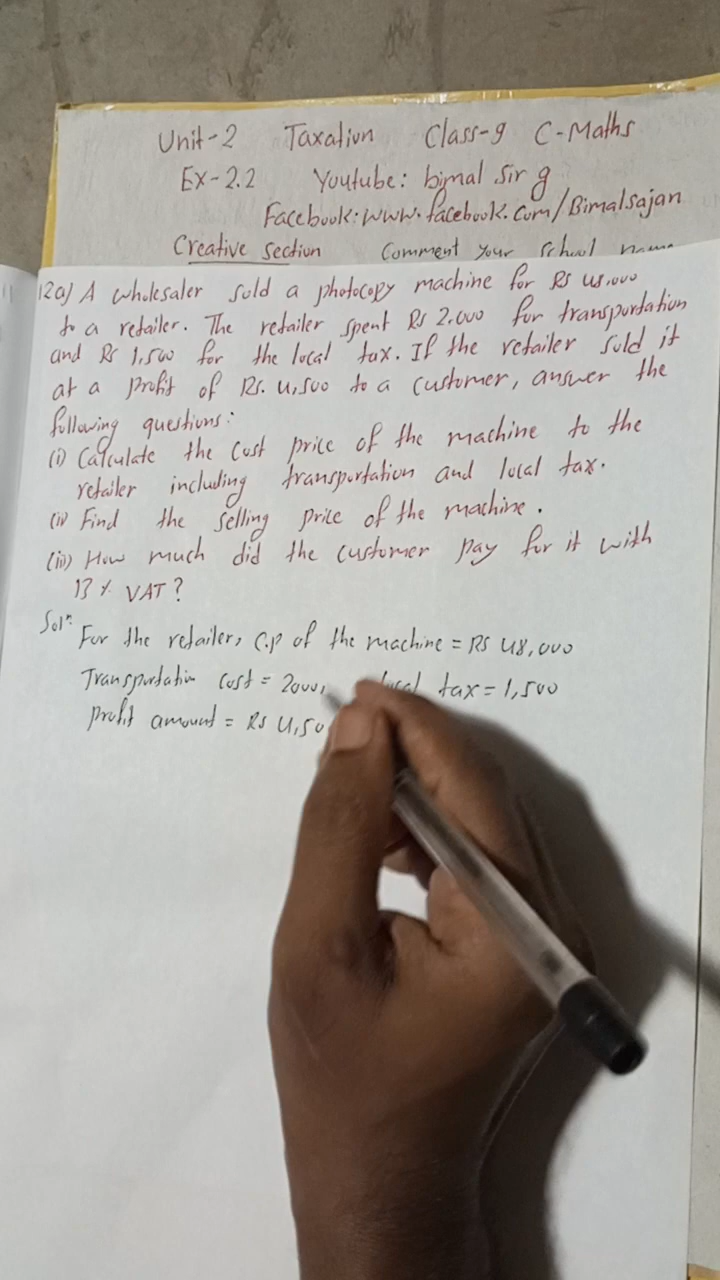 Unit-2 Taxation Class-9 C-Maths
Ex-2.2 Youtube: bimal sir g
Facebook: www.facebook.com/Bimalsajan
Creative section Comment your school name
12a) A wholesaler sold a photocopy machine for Rs 48,000
to a retailer. The retailer spent Rs 2,000 for transportation
and Rs 1,500 for the local tax. If the retailer sold it
at a profit of Rs. 4,500 to a customer, answer the
following questions:
(i) Calculate the cost price of the machine to the
retailer including transportation and local tax.
(ii) Find the selling price of the machine.
(iii) How much did the customer pay for it with
13% VAT?
Solⁿ:
For the retailer, C.P of the machine = RS 48,000
Transportation cost = 2000, local tax = 1,500
Profit amount = Rs 4,50